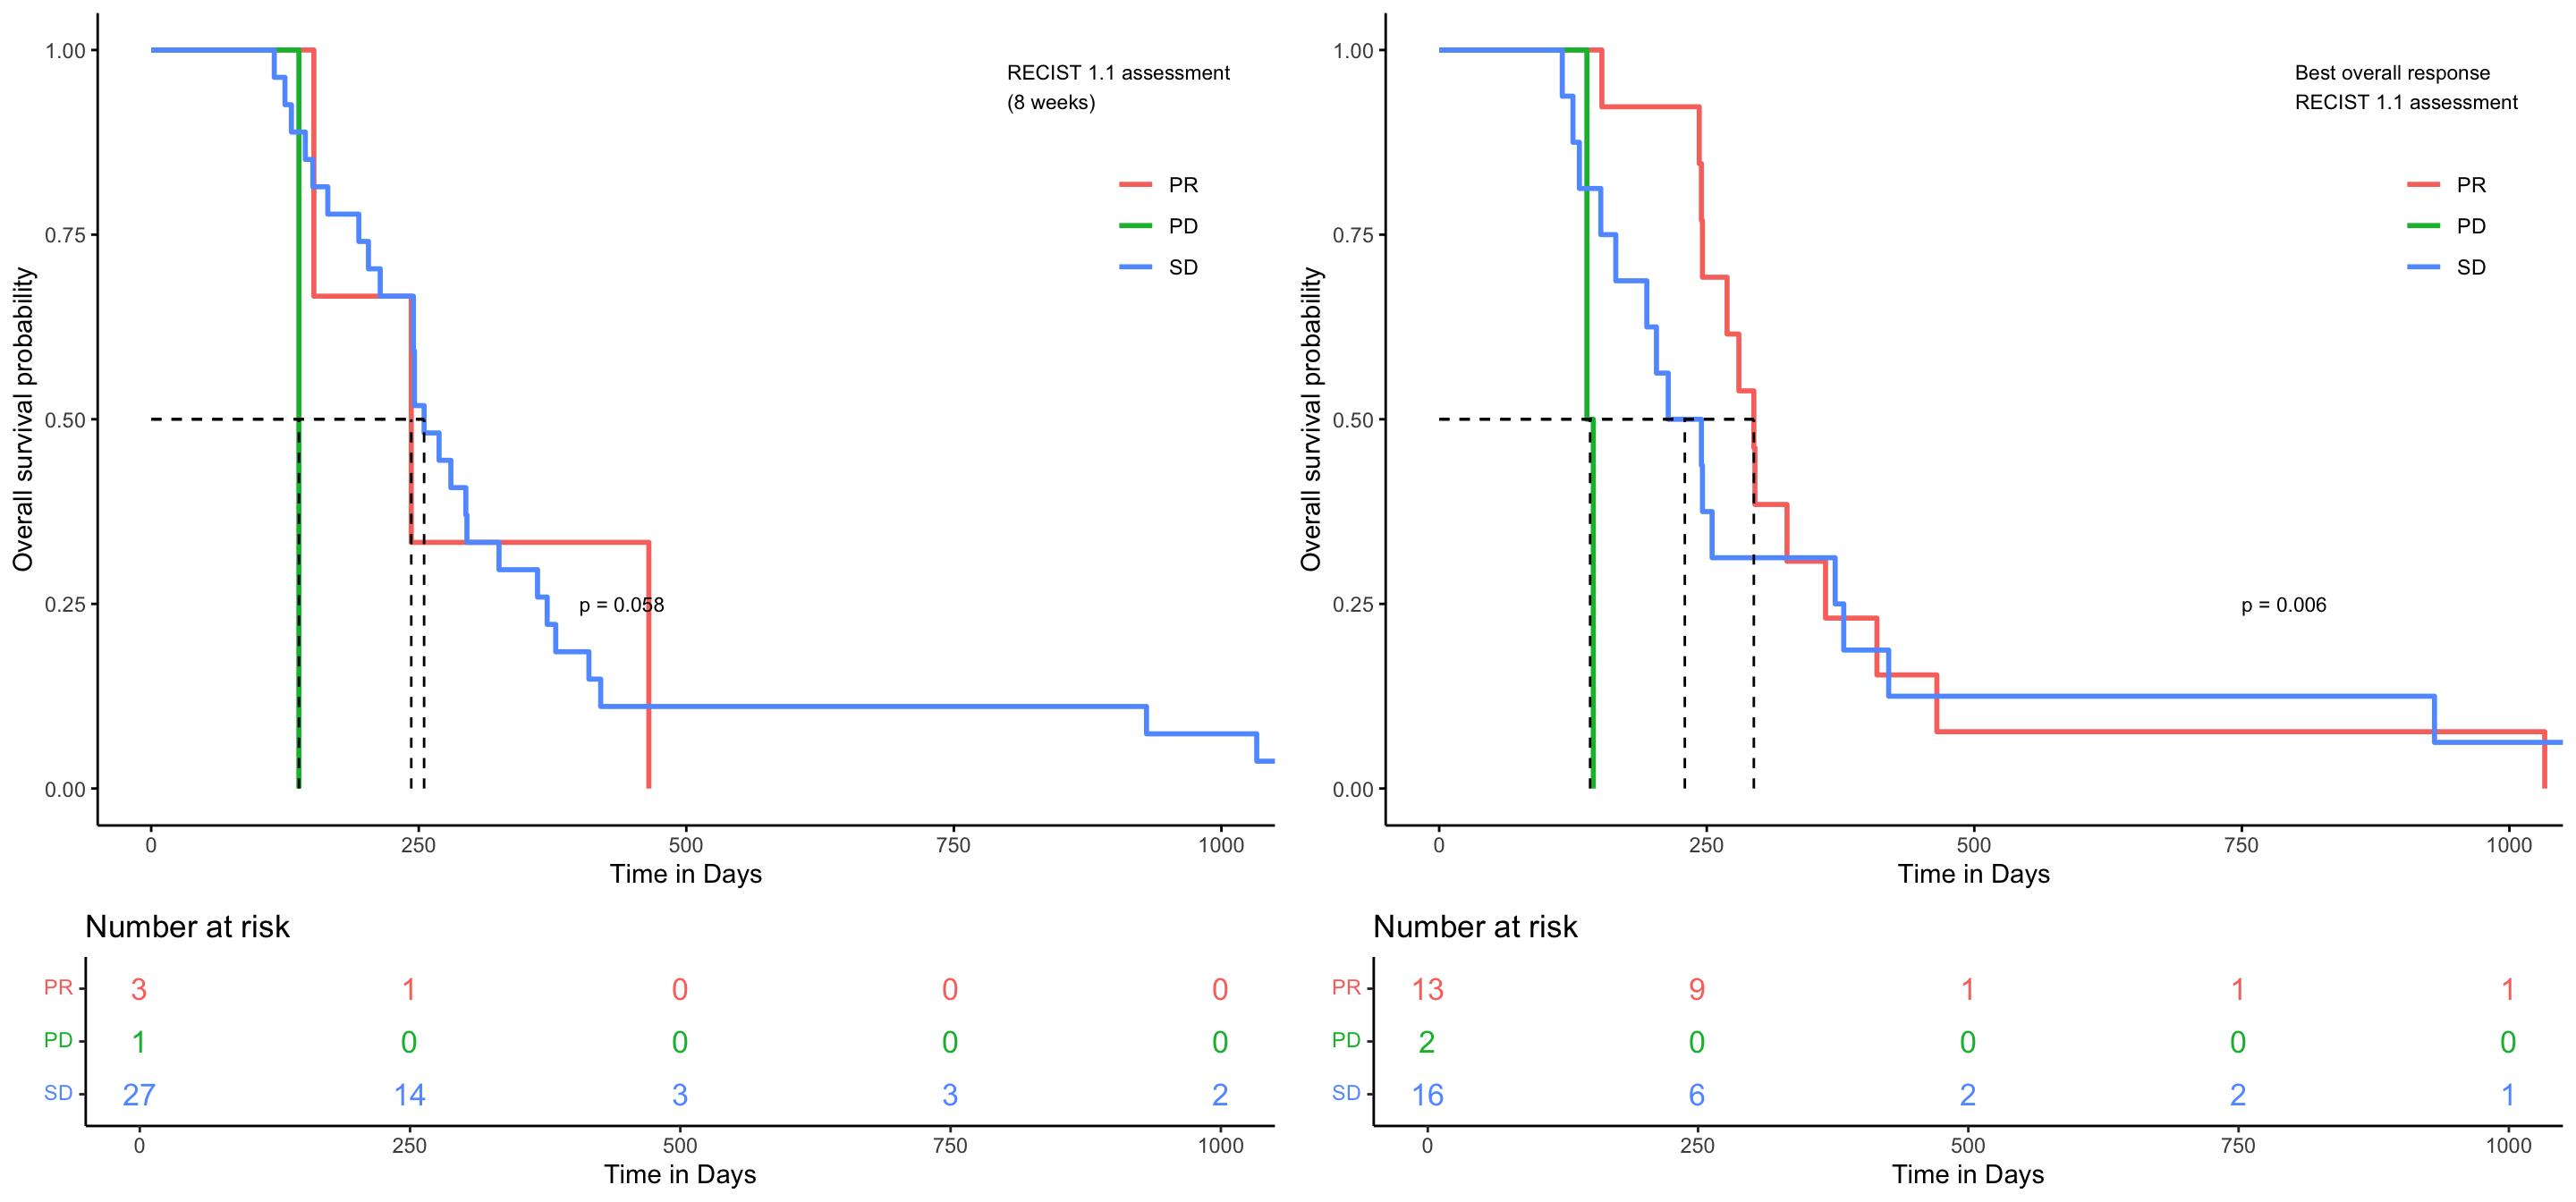 1.00
0.75
0.50
0.25
0.00
Overall survival probability
RECIST 1.1 assessment
(8 weeks)
PR
PD
SD
p = 0.058
0 250 500 750 1000
Time in Days
Number at risk
PR 3 1 0 0 0
PD 1 0 0 0 0
SD 27 14 3 3 2
0 250 500 750 1000
Time in Days
1.00
0.75
0.50
0.25
0.00
Overall survival probability
Best overall response
RECIST 1.1 assessment
PR
PD
SD
p = 0.006
0 250 500 750 1000
Time in Days
Number at risk
PR 13 9 1 1 1
PD 2 0 0 0 0
SD 16 6 2 2 1
0 250 500 750 1000
Time in Days